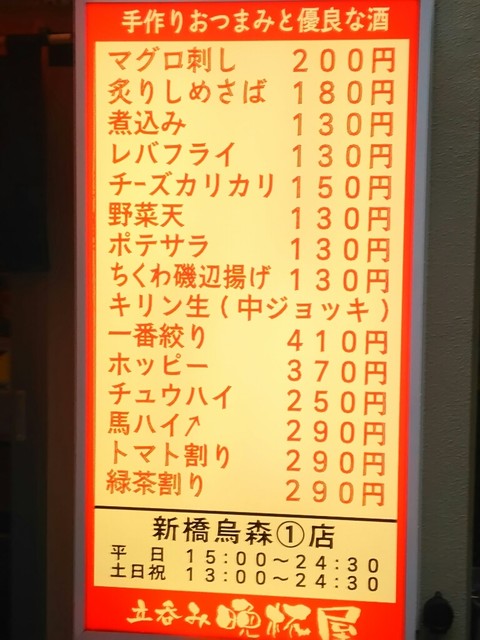 手作りおつまみと優良な酒
マグロ刺し 200円
炙りしめさば 180円
煮込み 130円
レバフライ 130円
チーズカリカリ 150円
野菜天 130円
ポテサラ 130円
ちくわ磯辺揚げ 130円
キリン生(中ジョッキ)
一番絞り 410円
ホッピー 370円
チュウハイ 250円
馬ハイ↗ 290円
トマト割り 290円
緑茶割り 290円
新橋烏森①店
平 日 15:00〜24:30
土日祝 13:00〜24:30
立呑み 晩杯屋